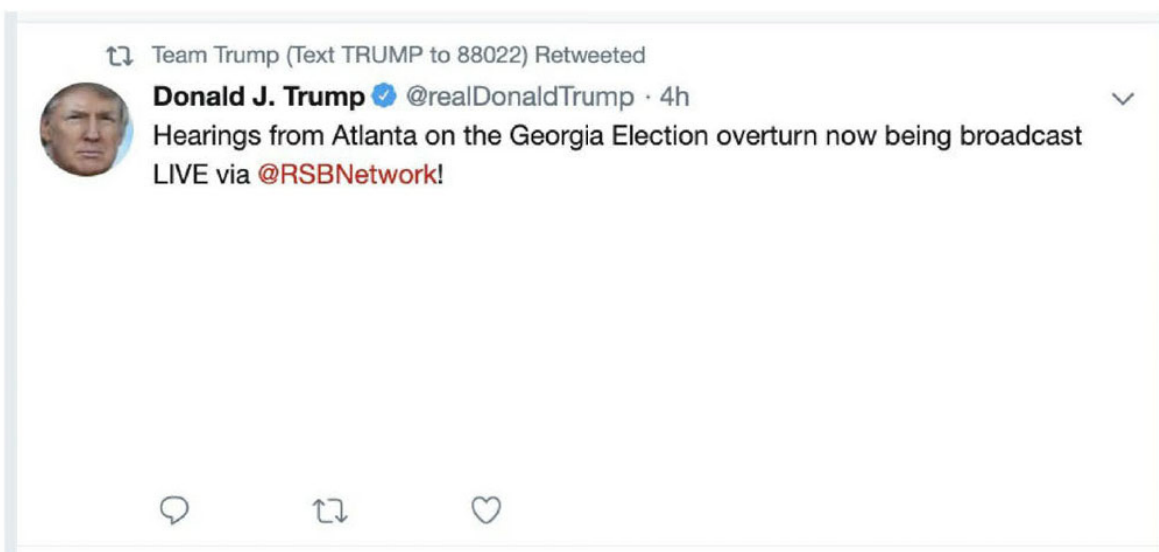 Team Trump (Text TRUMP to 88022) Retweeted
Donald J. Trump @realDonaldTrump · 4h
Hearings from Atlanta on the Georgia Election overturn now being broadcast
LIVE via @RSBNetwork!